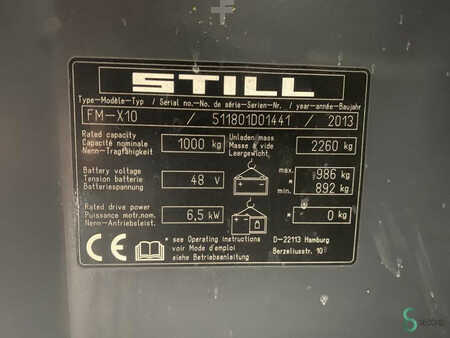 STILL
Type-Modèle-Typ / Serial no.-No. de série-Serien-Nr. / year-année-Baujahr
FM-X10 / 511801D01441 / 2013
Rated capacity
Capacité nominale
Nenn-Tragfähigkeit
1000 kg
Unladen mass
Masse à vide
Leergewicht
2260 kg
Battery voltage
Tension batterie
Batteriespannung
48 V
max. 986 kg
min. 892 kg
Rated drive power
Puissance motr.nom.
Nenn-Antriebsleist.
6,5 kW
* 0 kg
CE
* see Operating Instructions
voir Mode d'emploi
siehe Betriebsanleitung
D-22113 Hamburg
Berzeliusstr. 10
SECOND